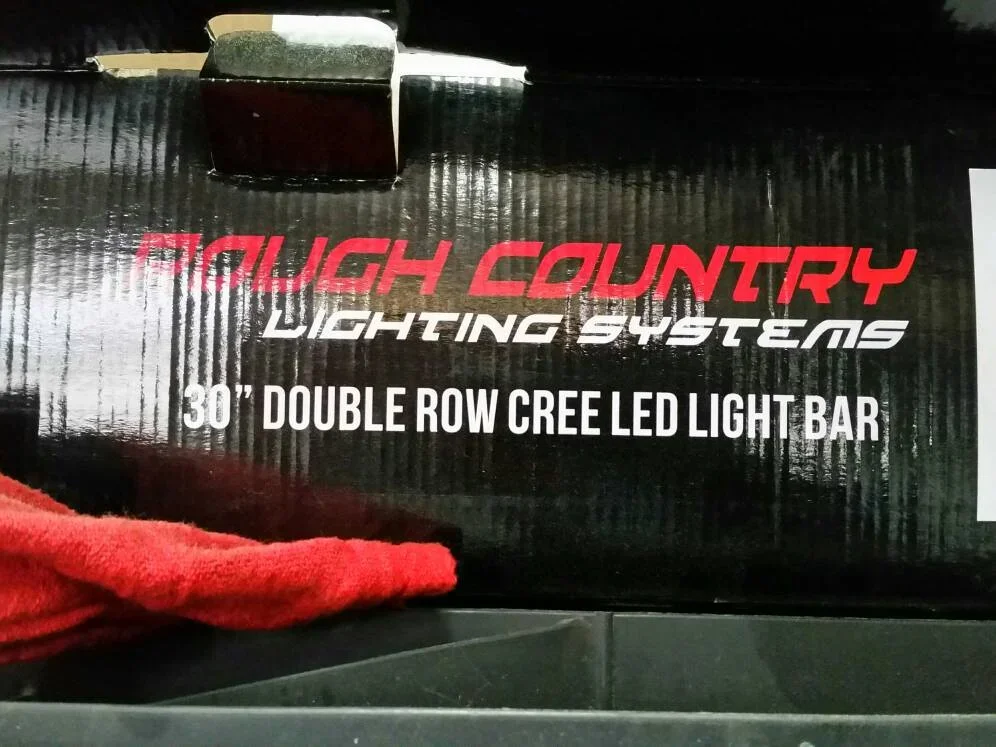 ROUGH COUNTRY
LIGHTING SYSTEMS
30” DOUBLE ROW CREE LED LIGHT BAR